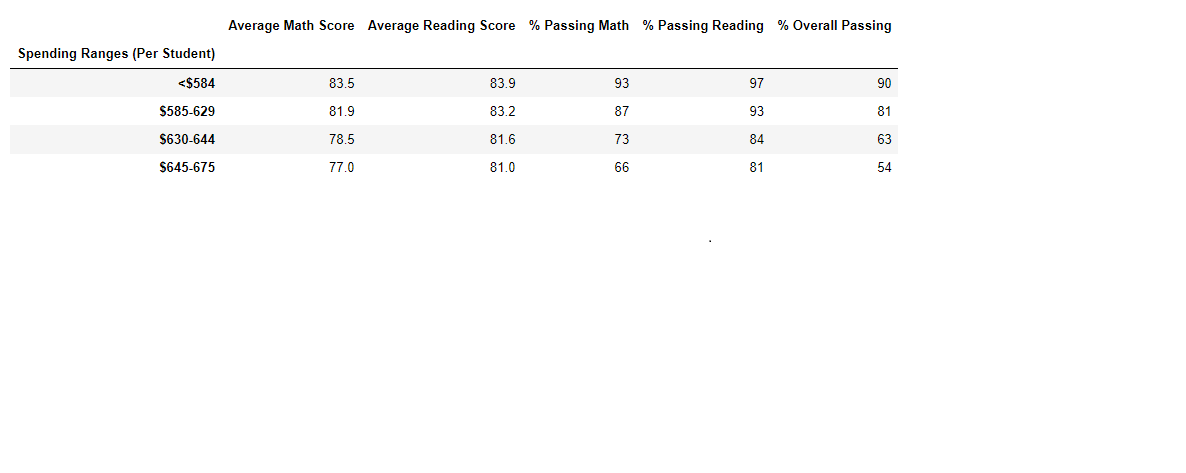 Average Math Score Average Reading Score % Passing Math % Passing Reading % Overall Passing
Spending Ranges (Per Student)
<$584 83.5 83.9 93 97 90
$585-629 81.9 83.2 87 93 81
$630-644 78.5 81.6 73 84 63
$645-675 77.0 81.0 66 81 54